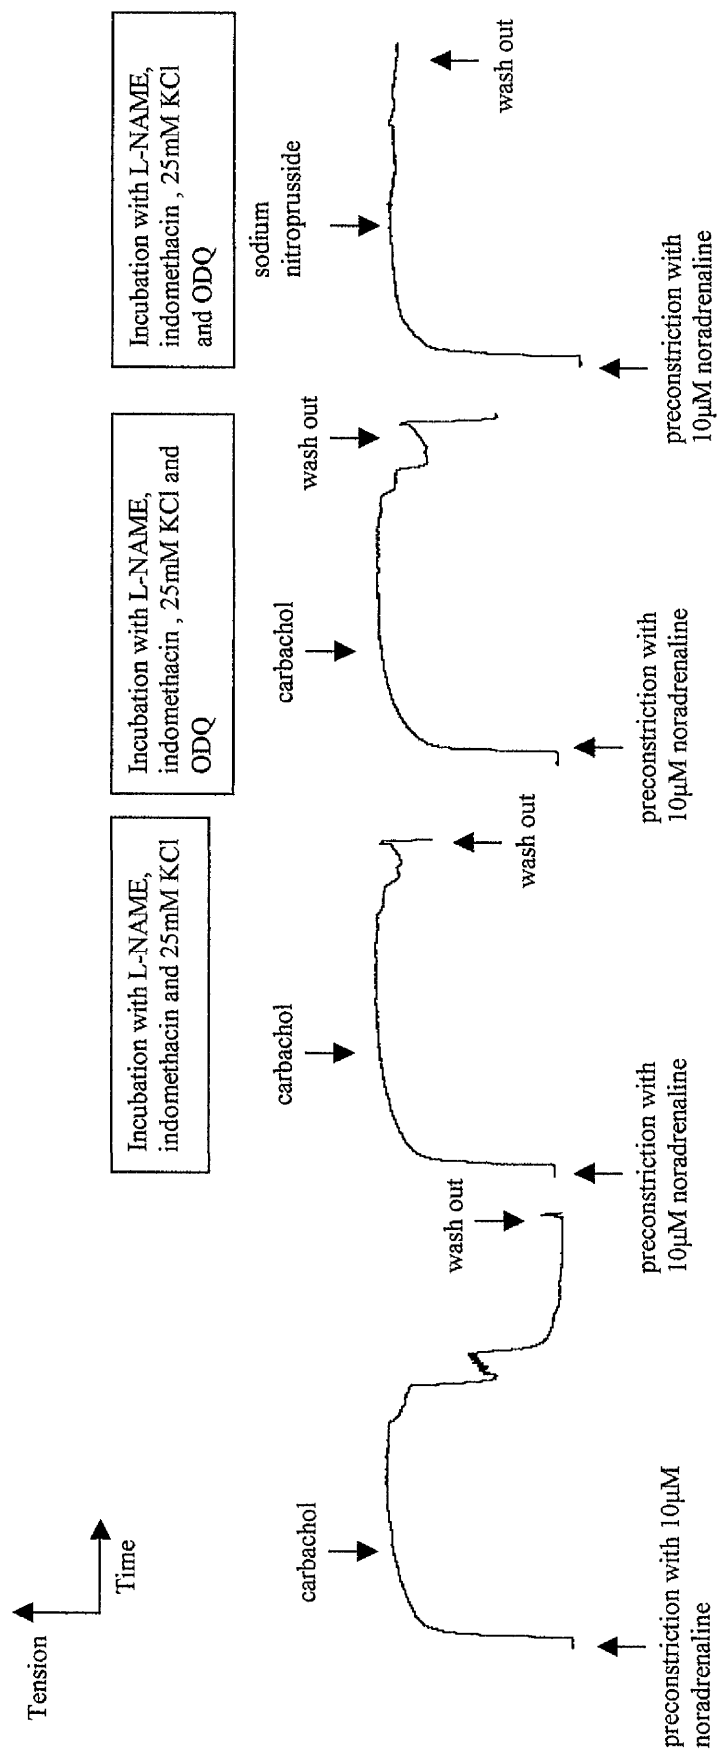 Tension
Time
carbachol
preconstriction with 10μM
noradrenaline
wash out
Incubation with L-NAME,
indomethacin and 25mM KCl
carbachol
preconstriction with
10μM noradrenaline
wash out
Incubation with L-NAME,
indomethacin , 25mM KCl and
ODQ
carbachol
preconstriction with
10μM noradrenaline
wash out
Incubation with L-NAME,
indomethacin , 25mM KCl
and ODQ
sodium
nitroprusside
preconstriction with
10μM noradrenaline
wash out